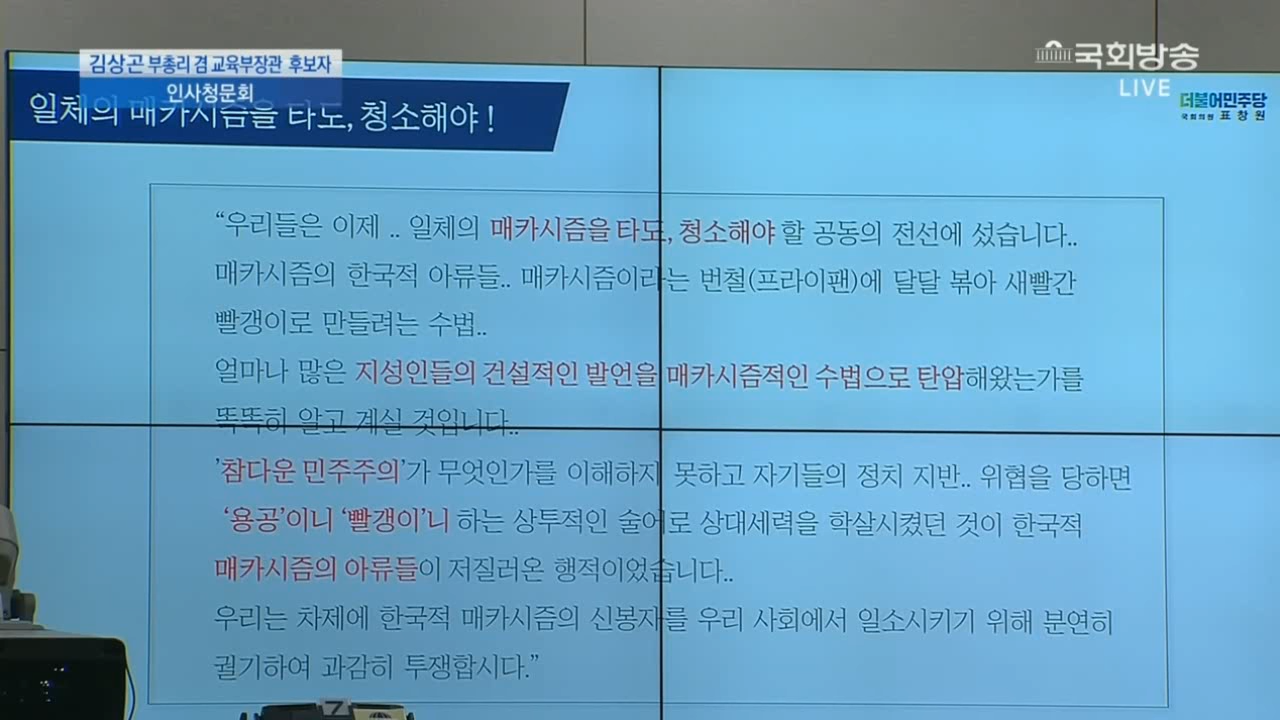 김상곤 부총리 겸 교육부장관 후보자
인사청문회
국회방송
LIVE
더불어민주당
국회의원 표창원
일체의 매카시즘을 타도, 청소해야 !
“우리들은 이제 .. 일체의 매카시즘을 타도, 청소해야 할 공동의 전선에 섰습니다..
매카시즘의 한국적 아류들.. 매카시즘이라는 번철(프라이팬)에 달달 볶아 새빨간
빨갱이로 만들려는 수법..
얼마나 많은 지성인들의 건설적인 발언을 매카시즘적인 수법으로 탄압해왔는가를
똑똑히 알고 계실 것입니다..
’참다운 민주주의’가 무엇인가를 이해하지 못하고 자기들의 정치 지반.. 위협을 당하면
‘용공’이니 ‘빨갱이’니 하는 상투적인 술어로 상대세력을 학살시켰던 것이 한국적
매카시즘의 아류들이 저질러온 행적이었습니다..
우리는 차제에 한국적 매카시즘의 신봉자를 우리 사회에서 일소시키기 위해 분연히
궐기하여 과감히 투쟁합시다.”
7